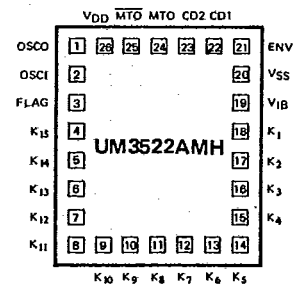 VDD MTO MTO CD2 CD1
OSCO 1 26 25 24 23 22 21 ENV
OSCI 2 20 VSS
FLAG 3 19 VIB
K15 4 18 K1
K14 5 UM3522AMH 17 K2
K13 6 16 K3
K12 7 15 K4
K11 8 9 10 11 12 13 14
K10 K9 K8 K7 K6 K5